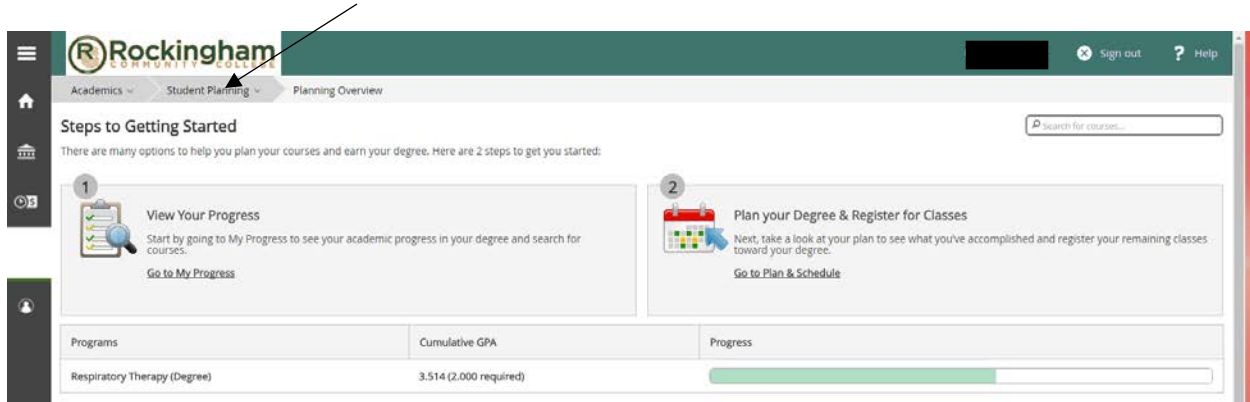 Rockingham
COMMUNITY COLLEGE
Sign out ? Help
Academics Student Planning Planning Overview
Steps to Getting Started
Search for courses...
There are many options to help you plan your courses and earn your degree. Here are 2 steps to get you started:
1
View Your Progress
Start by going to My Progress to see your academic progress in your degree and search for
courses.
Go to My Progress
2
Plan your Degree & Register for Classes
Next, take a look at your plan to see what you've accomplished and register your remaining classes
toward your degree.
Go to Plan & Schedule
Programs Cumulative GPA Progress
Respiratory Therapy (Degree) 3.514 (2.000 required)